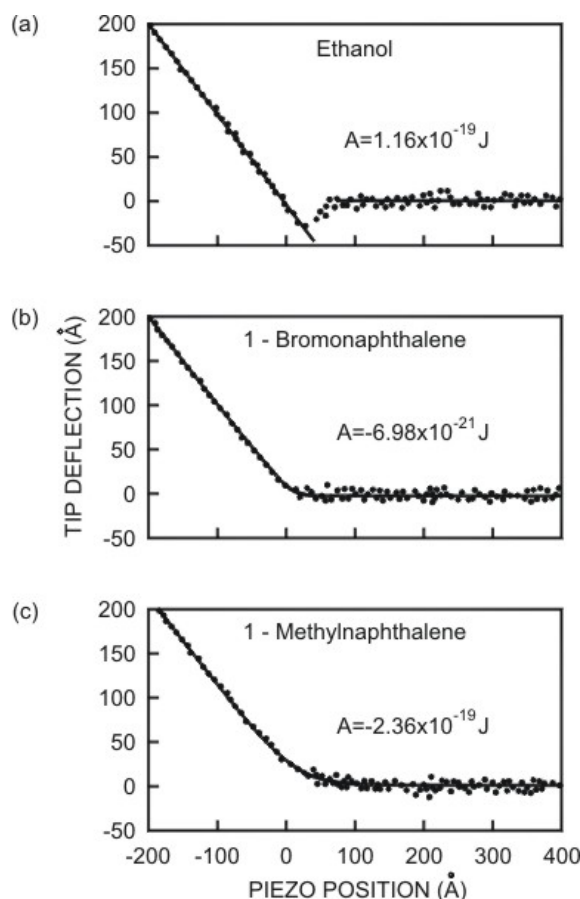 (a)
Ethanol
A=1.16x10⁻¹⁹J
200
150
100
50
0
-50
(b)
1 - Bromonaphthalene
A=-6.98x10⁻²¹J
200
150
100
50
0
-50
TIP DEFLECTION (Å)
(c)
1 - Methylnaphthalene
A=-2.36x10⁻¹⁹J
200
150
100
50
0
-50
-200 -100 0 100 200 300 400
PIEZO POSITION (Å)